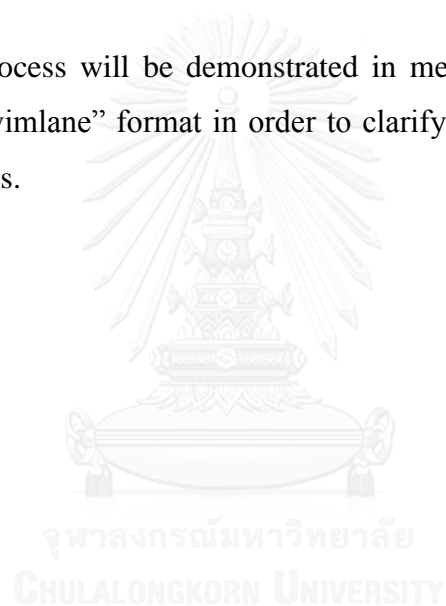 ocess will be demonstrated in me
vimlane” format in order to clarify
s.
จุฬาลงกรณ์มหาวิทยาลัย
CHULALONGKORN UNIVERSITY